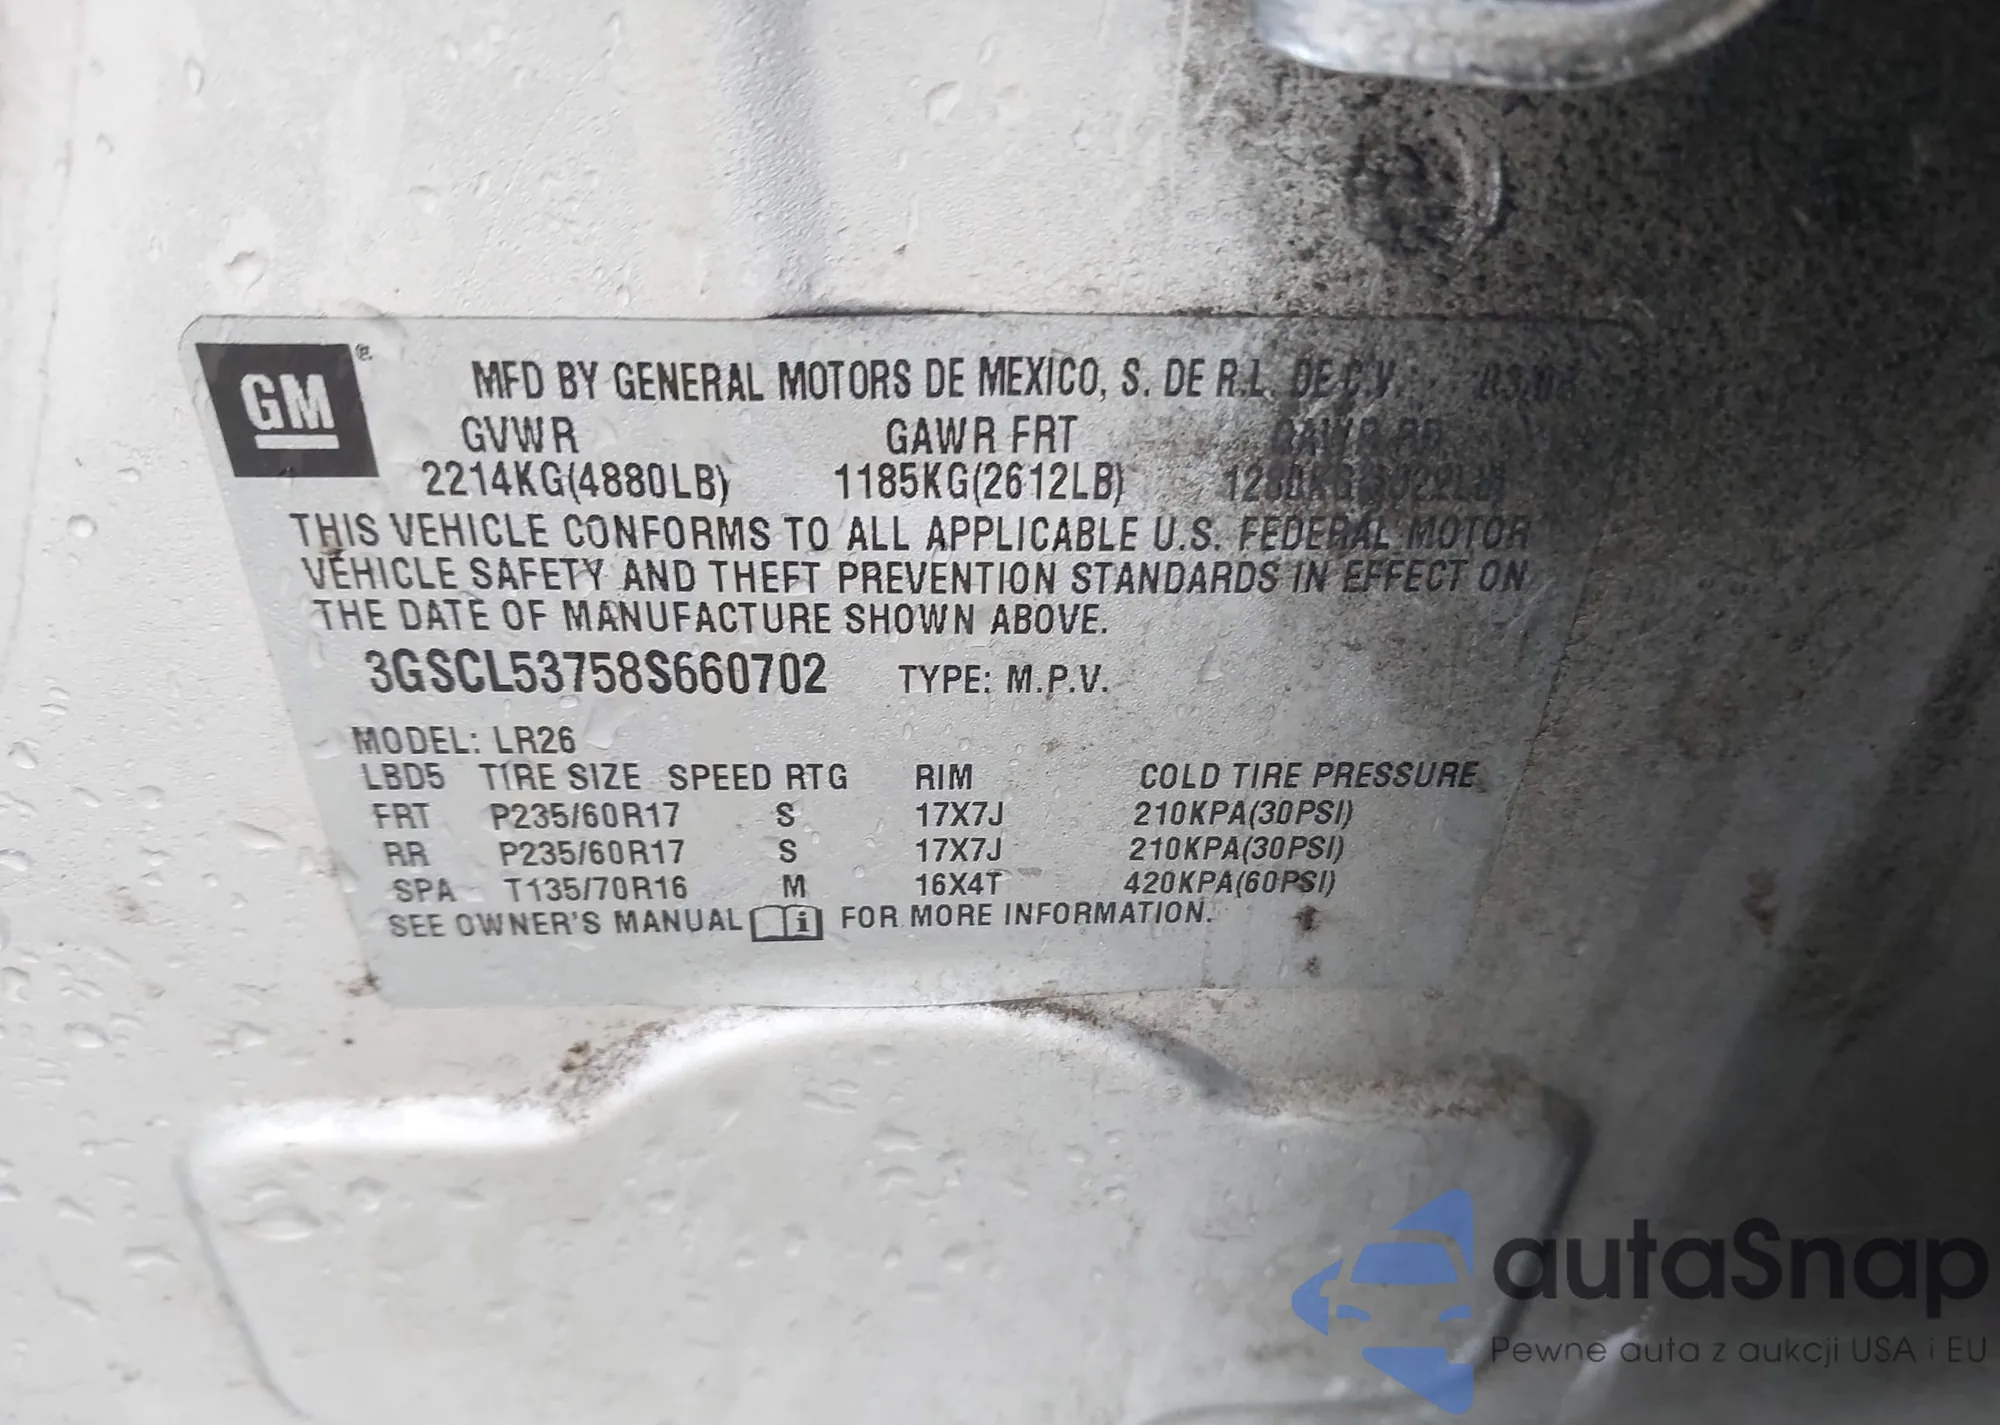 GM ®
MFD BY GENERAL MOTORS DE MEXICO, S. DE R.L. DE C.V.
GVWR GAWR FRT GAWR RR
2214KG(4880LB) 1185KG(2612LB)
THIS VEHICLE CONFORMS TO ALL APPLICABLE U.S. FEDERAL MOTOR
VEHICLE SAFETY AND THEFT PREVENTION STANDARDS IN EFFECT ON
THE DATE OF MANUFACTURE SHOWN ABOVE.
3GSCL53758S660702 TYPE: M.P.V.
MODEL: LR26
LBD5 TIRE SIZE SPEED RTG RIM COLD TIRE PRESSURE
FRT P235/60R17 S 17X7J 210KPA(30PSI)
RR P235/60R17 S 17X7J 210KPA(30PSI)
SPA T135/70R16 M 16X4T 420KPA(60PSI)
SEE OWNER'S MANUAL i FOR MORE INFORMATION.
autaSnap
Pewne auta z aukcji USA i EU